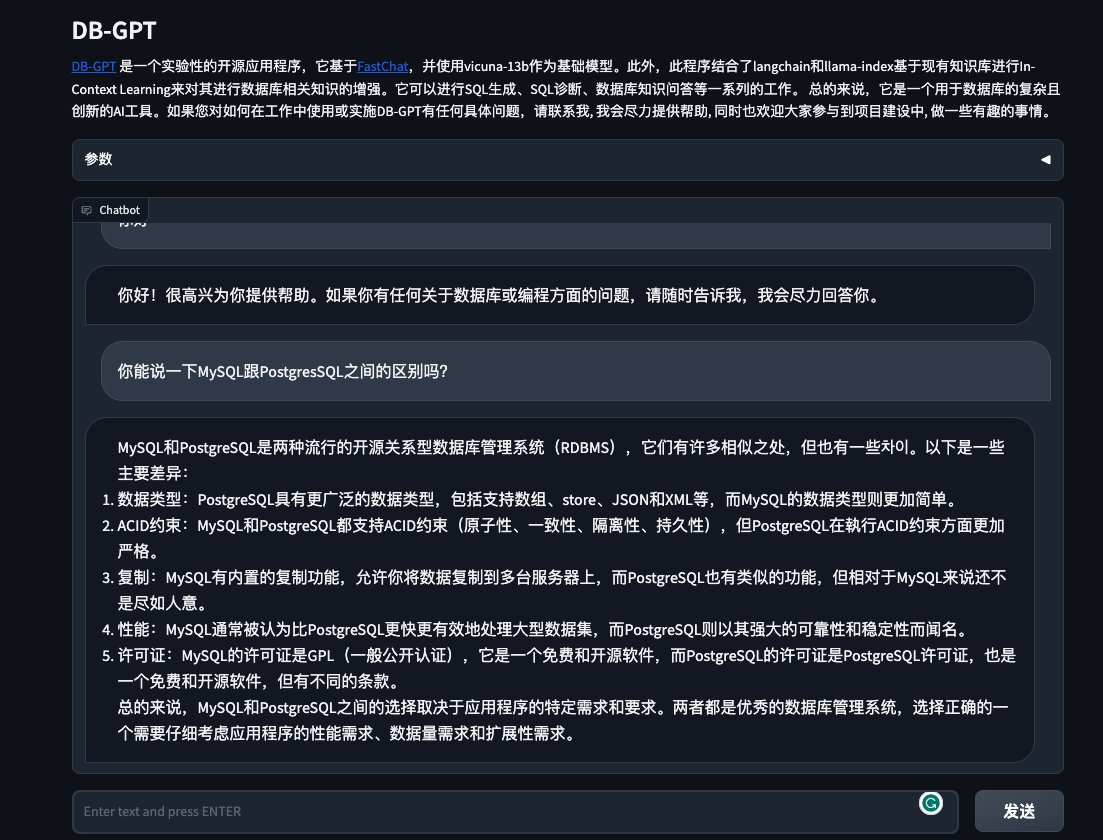 DB-GPT
DB-GPT 是一个实验性的开源应用程序，它基于FastChat，并使用vicuna-13b作为基础模型。此外，此程序结合了langchain和llama-index基于现有知识库进行In-
Context Learning来对其进行数据库相关知识的增强。它可以进行SQL生成、SQL诊断、数据库知识问答等一系列的工作。 总的来说，它是一个用于数据库的复杂且
创新的AI工具。如果您对如何在工作中使用或实施DB-GPT有任何具体问题，请联系我, 我会尽力提供帮助, 同时也欢迎大家参与到项目建设中, 做一些有趣的事情。
参数
Chatbot
你好! 很高兴为你提供帮助。如果你有任何关于数据库或编程方面的问题，请随时告诉我，我会尽力回答你。
你能说一下MySQL跟PostgresSQL之间的区别吗?
MySQL和PostgreSQL是两种流行的开源关系型数据库管理系统（RDBMS），它们有许多相似之处，但也有一些차이。以下是一些
主要差异：
1. 数据类型：PostgreSQL具有更广泛的数据类型，包括支持数组、store、JSON和XML等，而MySQL的数据类型则更加简单。
2. ACID约束：MySQL和PostgreSQL都支持ACID约束（原子性、一致性、隔离性、持久性），但PostgreSQL在執行ACID约束方面更加
严格。
3. 复制：MySQL有内置的复制功能，允许你将数据复制到多台服务器上，而PostgreSQL也有类似的功能，但相对于MySQL来说还不
是尽如人意。
4. 性能：MySQL通常被认为比PostgreSQL更快更有效地处理大型数据集，而PostgreSQL则以其强大的可靠性和稳定性而闻名。
5. 许可证：MySQL的许可证是GPL（一般公开认证），它是一个免费和开源软件，而PostgreSQL的许可证是PostgreSQL许可证，也是
一个免费和开源软件，但有不同的条款。
总的来说，MySQL和PostgreSQL之间的选择取决于应用程序的特定需求和要求。两者都是优秀的数据库管理系统，选择正确的一
个需要仔细考虑应用程序的性能需求、数据量需求和扩展性需求。
Enter text and press ENTER
发送